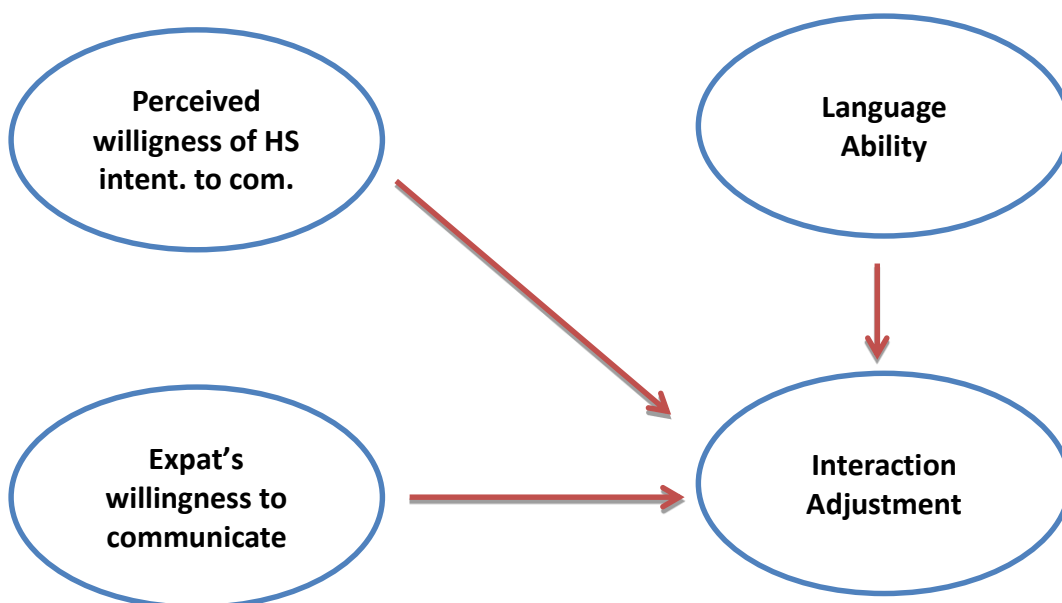 Perceived
willigness of HS
intent. to com.
Language
Ability
Expat’s
willingness to
communicate
Interaction
Adjustment